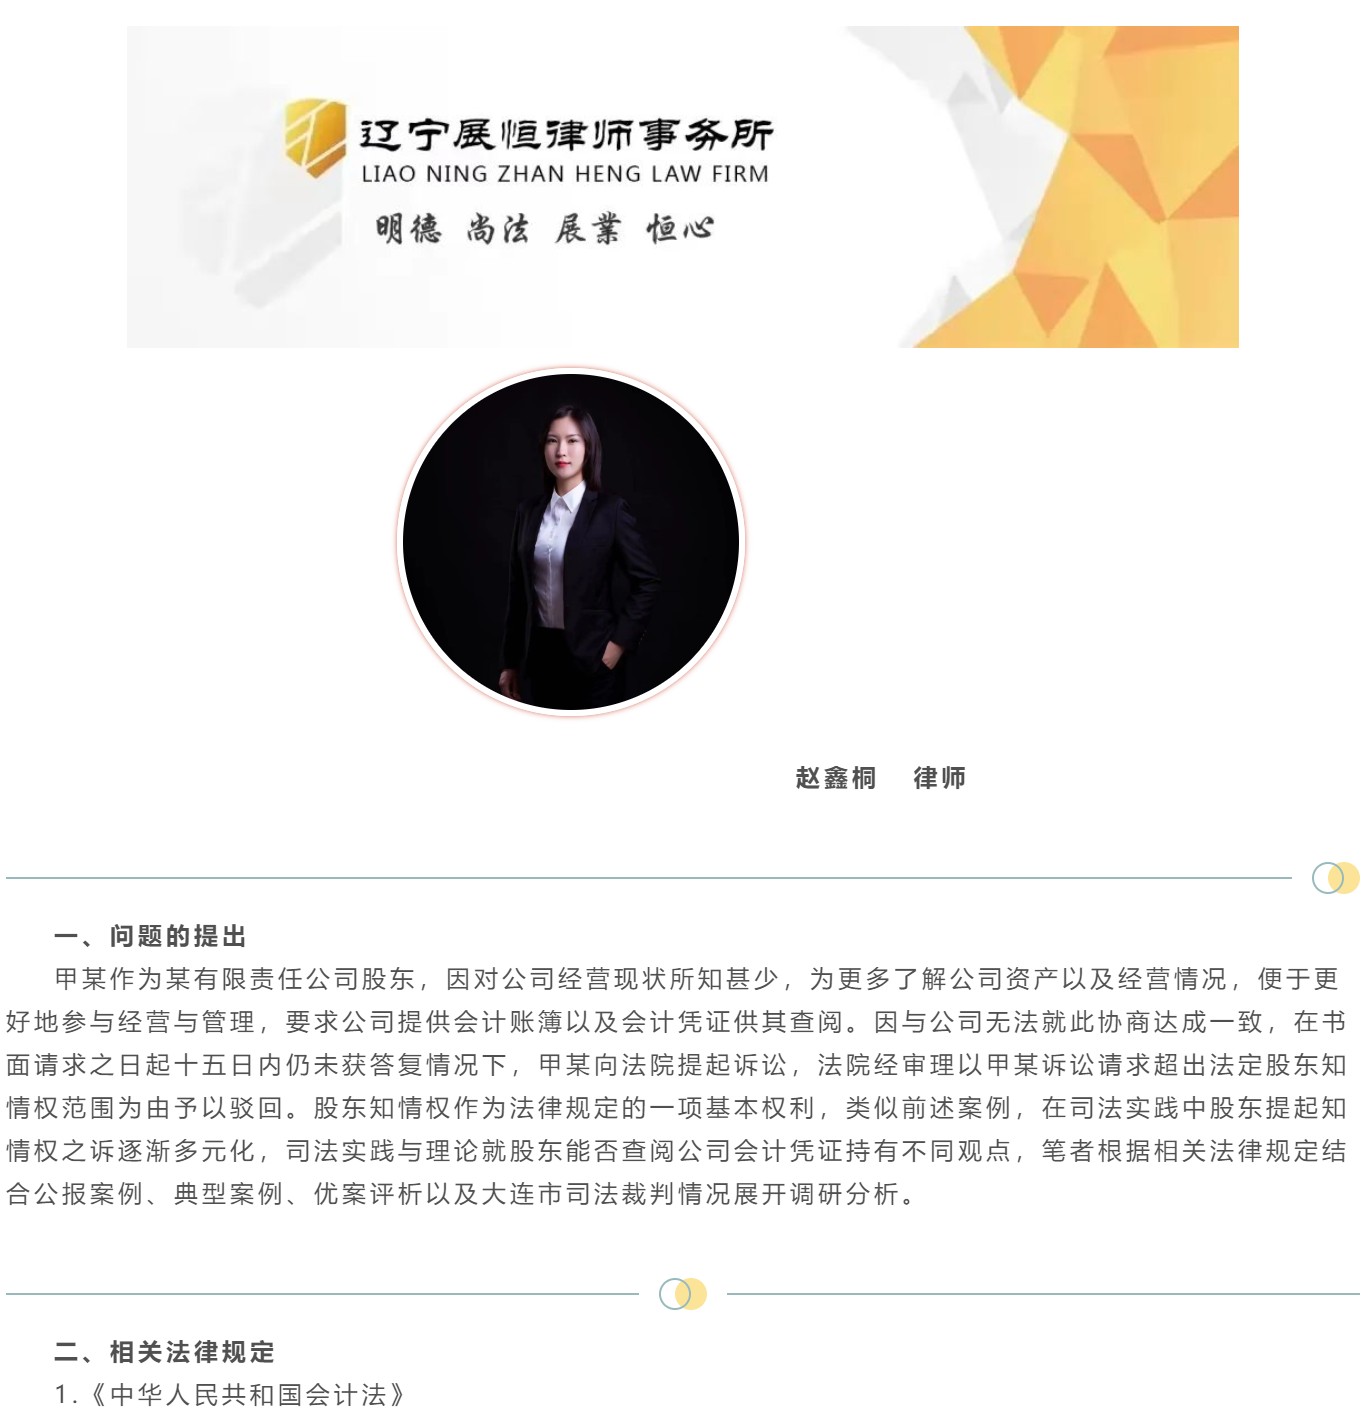 辽宁展恒律师事务所
LIAO NING ZHAN HENG LAW FIRM
明德 尚法 展業 恒心
赵鑫桐 律师
一、问题的提出
甲某作为某有限责任公司股东，因对公司经营现状所知甚少，为更多了解公司资产以及经营情况，便于更
好地参与经营与管理，要求公司提供会计账簿以及会计凭证供其查阅。因与公司无法就此协商达成一致，在书
面请求之日起十五日内仍未获答复情况下，甲某向法院提起诉讼，法院经审理以甲某诉讼请求超出法定股东知
情权范围为由予以驳回。股东知情权作为法律规定的一项基本权利，类似前述案例，在司法实践中股东提起知
情权之诉逐渐多元化，司法实践与理论就股东能否查阅公司会计凭证持有不同观点，笔者根据相关法律规定结
合公报案例、典型案例、优案评析以及大连市司法裁判情况展开调研分析。
二、相关法律规定
1.《中华人民共和国会计法》